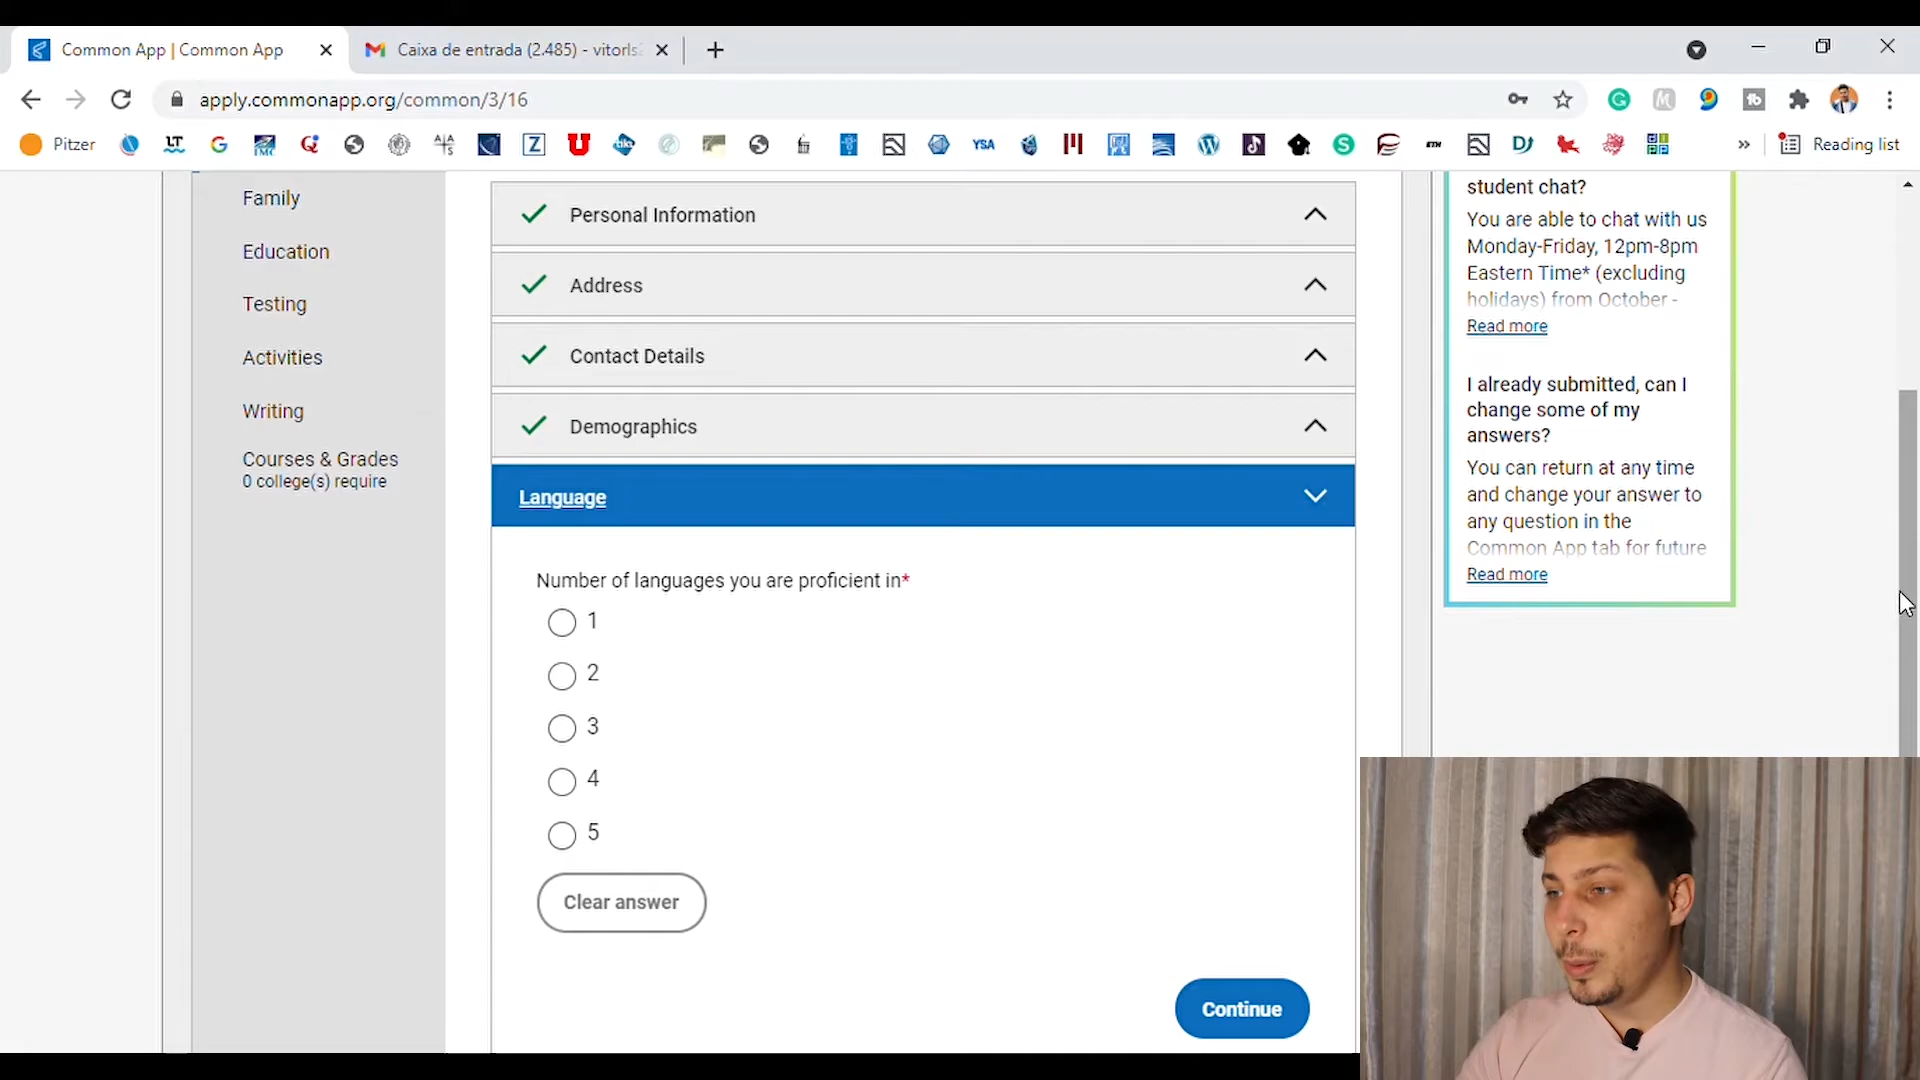 Common App | Common App
Caixa de entrada (2.485) - vitorls
apply.commonapp.org/common/3/16
Pitzer
LT
IMC
YSA
tb
ETH
Reading list
Family
Education
Testing
Activities
Writing
Courses & Grades
0 college(s) require
Personal Information
Address
Contact Details
Demographics
Language
Number of languages you are proficient in*
1
2
3
4
5
Clear answer
Continue
student chat?
You are able to chat with us
Monday-Friday, 12pm-8pm
Eastern Time* (excluding
holidays) from October -
Read more
I already submitted, can I
change some of my
answers?
You can return at any time
and change your answer to
any question in the
Common App tab for future
Read more